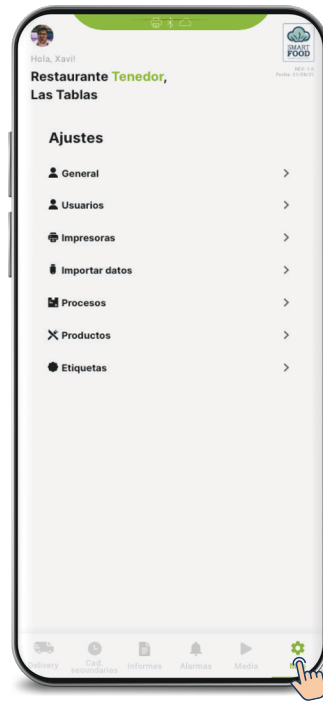 Hola, Xavi!
SMART
FOOD
Restaurante Tenedor,
Las Tablas
Ajustes
General
Usuarios
Impresoras
Importar datos
Procesos
Productos
Etiquetas
Delivery
Cad.
secundarias
Informes
Alarmas
Media